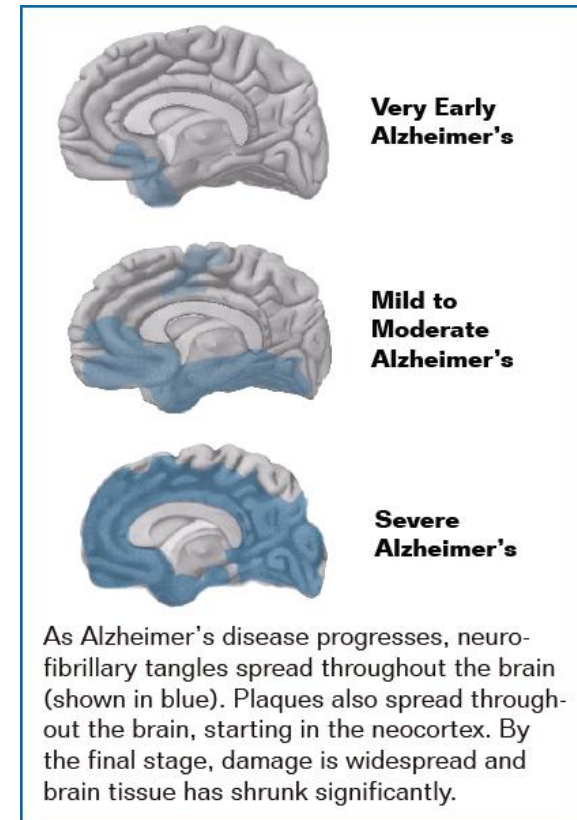 Very Early
Alzheimer's
Mild to
Moderate
Alzheimer's
Severe
Alzheimer's
As Alzheimer's disease progresses, neuro-
fibrillary tangles spread throughout the brain
(shown in blue). Plaques also spread through-
out the brain, starting in the neocortex. By
the final stage, damage is widespread and
brain tissue has shrunk significantly.